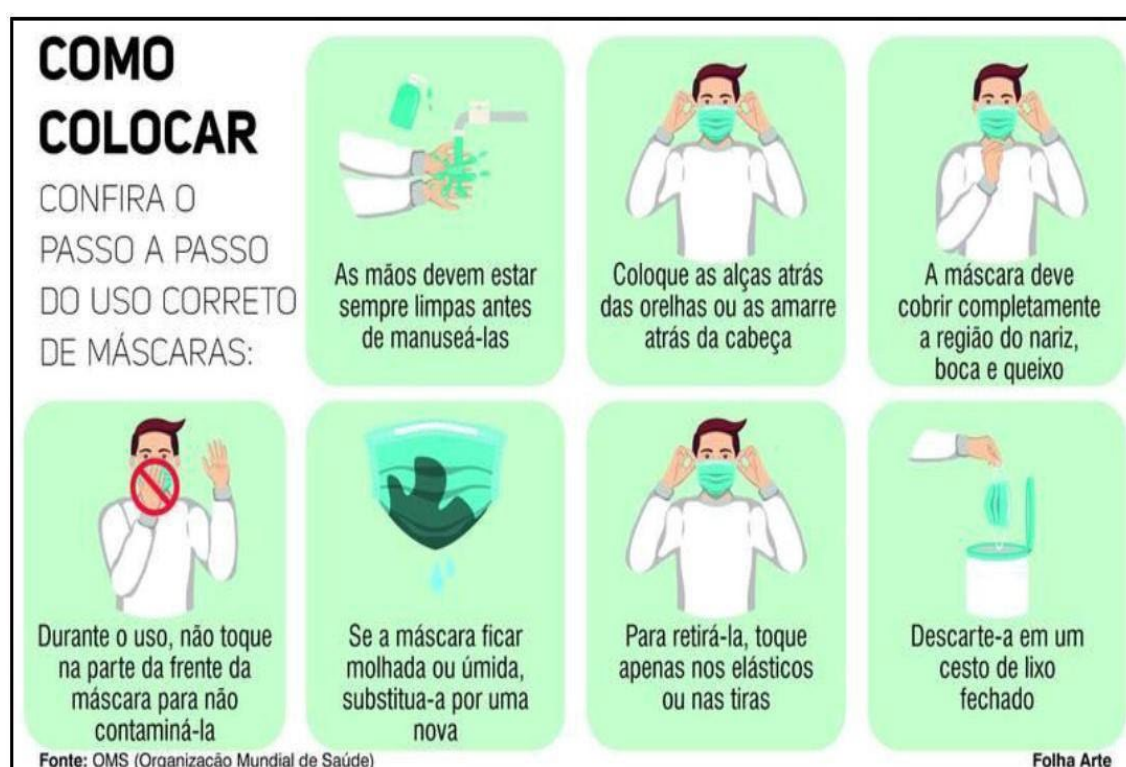 COMO
COLOCAR
CONFIRA O
PASSO A PASSO
DO USO CORRETO
DE MÁSCARAS:
As mãos devem estar
sempre limpas antes
de manuseá-las
Coloque as alças atrás
das orelhas ou as amarre
atrás da cabeça
A máscara deve
cobrir completamente
a região do nariz,
boca e queixo
Durante o uso, não toque
na parte da frente da
máscara para não
contaminá-la
Se a máscara ficar
molhada ou úmida,
substitua-a por uma
nova
Para retirá-la, toque
apenas nos elásticos
ou nas tiras
Descarte-a em um
cesto de lixo
fechado
Fonte: OMS (Organização Mundial de Saúde)
Folha Arte